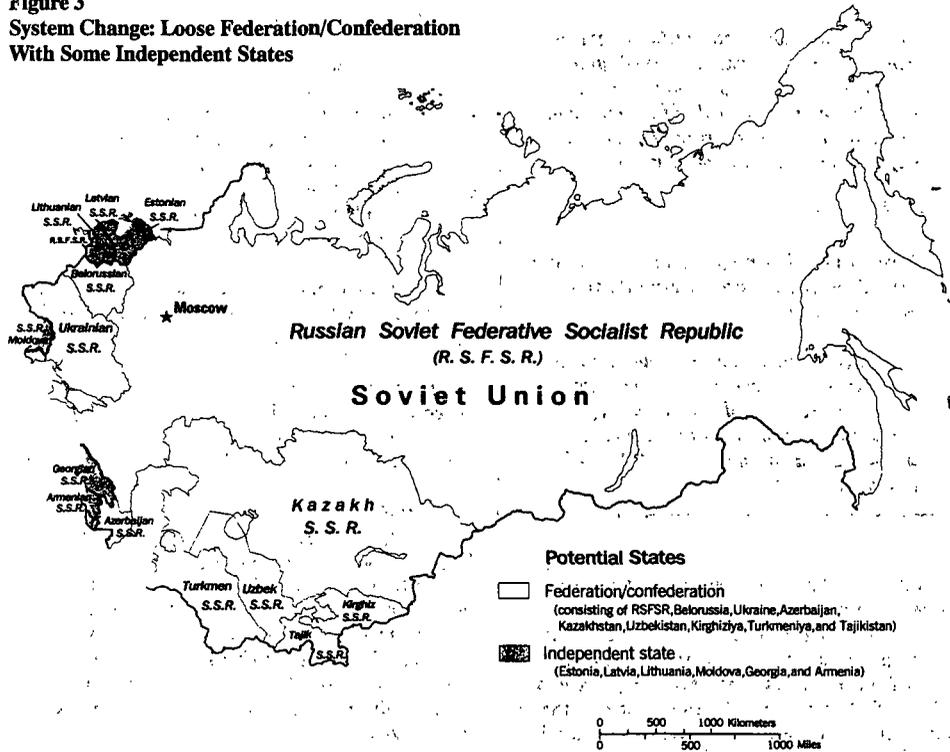 Figure 3
System Change: Loose Federation/Confederation
With Some Independent States
Latvian
S.S.R.
Lithuanian
S.S.R.
Estonian
S.S.R.
R.S.F.S.R.
Belorussian
S.S.R.
Moscow
S.S.R.
Moldova
Ukrainian
S.S.R.
Russian Soviet Federative Socialist Republic
(R. S. F. S. R.)
Soviet Union
Georgian
S.S.R.
Armenian
S.S.R.
Azerbaijan
S.S.R.
Kazakh
S. S. R.
Turkmen
S.S.R.
Uzbek
S.S.R.
Kirghiz
S.S.R.
Tajik
S.S.R.
Potential States
Federation/confederation
(consisting of RSFSR, Belorussia, Ukraine, Azerbaijan,
Kazakhstan, Uzbekistan, Kirghiziya, Turkmeniya, and Tajikistan)
Independent state
(Estonia, Latvia, Lithuania, Moldova, Georgia, and Armenia)
0 500 1000 Kilometers
0 500 1000 Miles